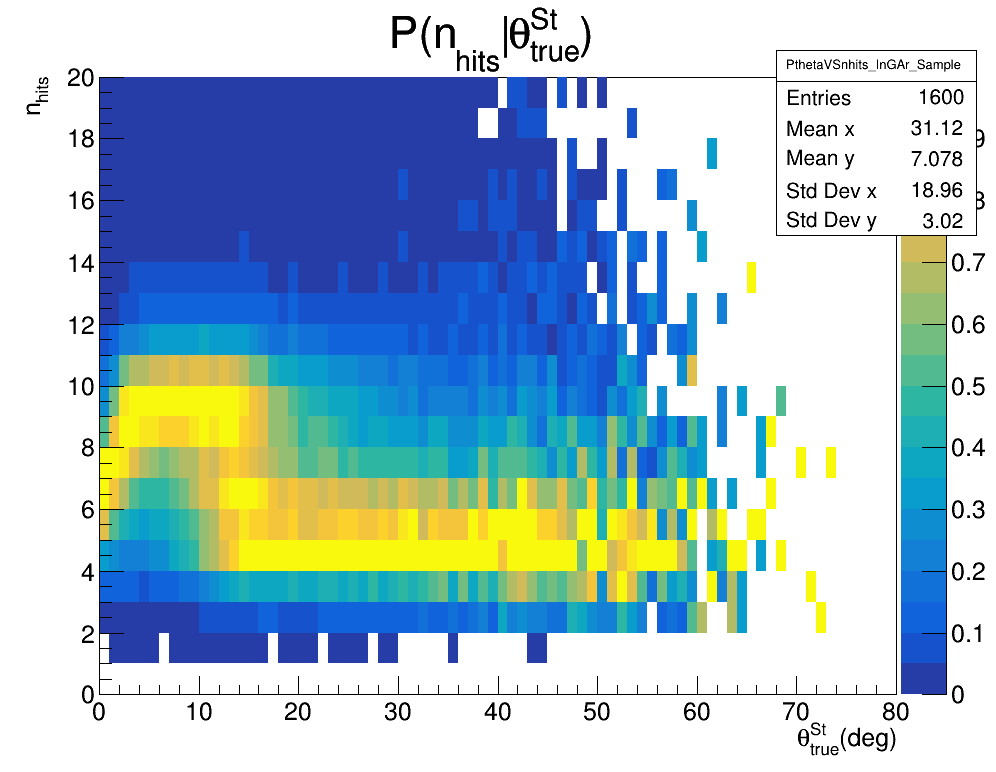 P(n_hits|θ^St_true)
PthetaVSnhits_InGAr_Sample
Entries 1600
Mean x 31.12
Mean y 7.078
Std Dev x 18.96
Std Dev y 3.02
n_hits
20
18
16
14
12
10
8
6
4
2
0
0 10 20 30 40 50 60 70 80
θ^St_true(deg)
9
8
0.7
0.6
0.5
0.4
0.3
0.2
0.1
0